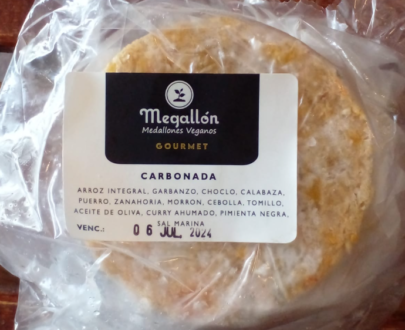 Megallón
Medallones Veganos
GOURMET
CARBONADA
ARROZ INTEGRAL, GARBANZO, CHOCLO, CALABAZA,
PUERRO, ZANAHORIA, MORRON, CEBOLLA, TOMILLO,
ACEITE DE OLIVA, CURRY AHUMADO, PIMIENTA NEGRA,
SAL MARINA
VENC.: 06 JUL. 2024